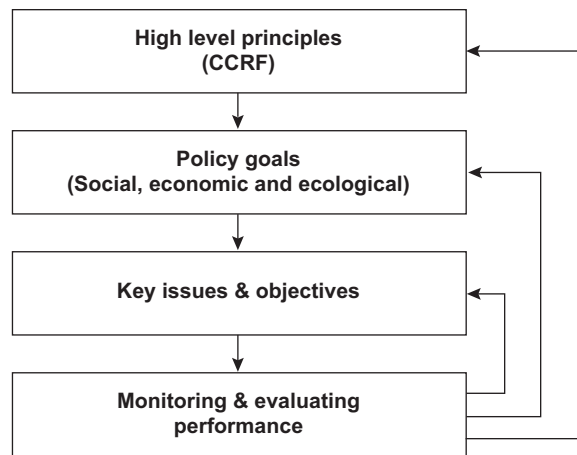 High level principles
(CCRF)
Policy goals
(Social, economic and ecological)
Key issues & objectives
Monitoring & evaluating
performance